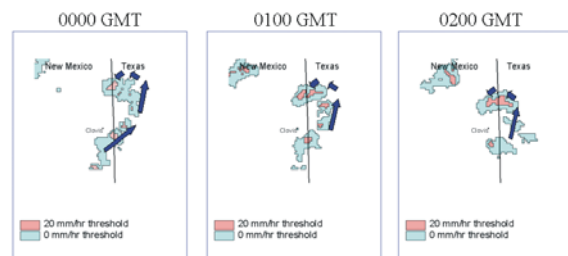 0000 GMT
0100 GMT
0200 GMT
New Mexico Texas
Clovis
20 mm/hr threshold
0 mm/hr threshold
New Mexico Texas
Clovis
20 mm/hr threshold
0 mm/hr threshold
New Mexico Texas
Clovis
20 mm/hr threshold
0 mm/hr threshold